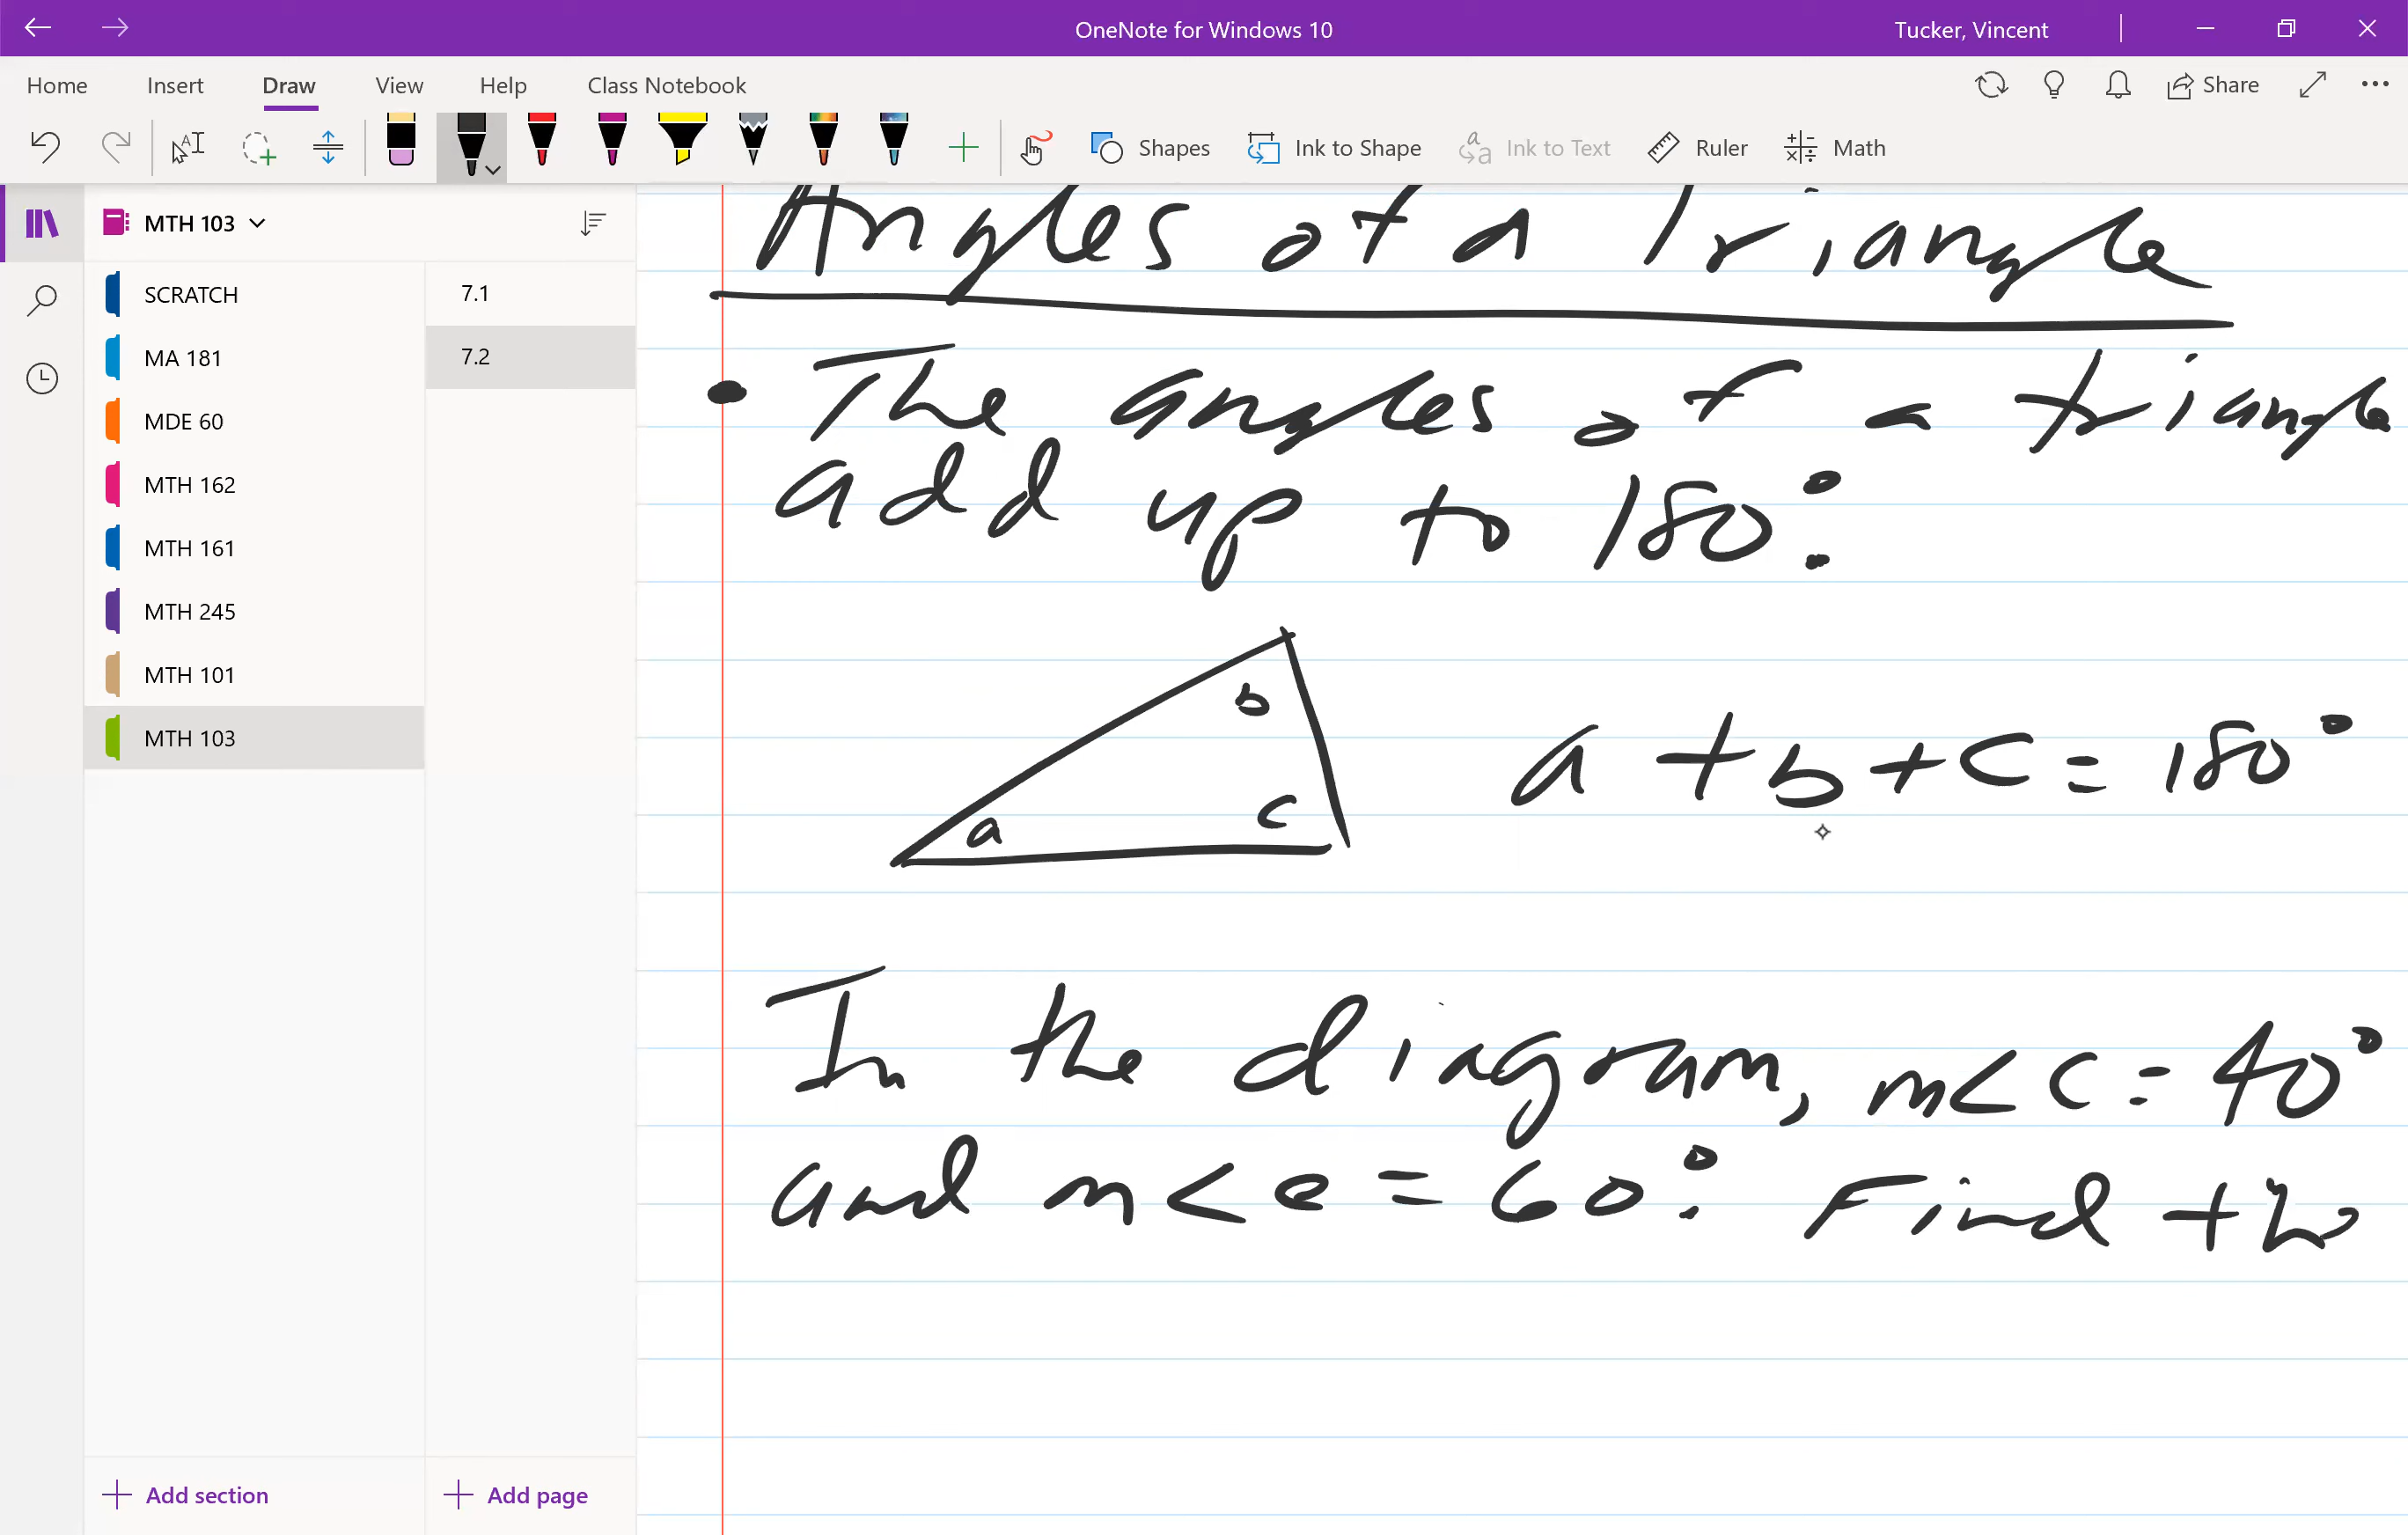 OneNote for Windows 10
Tucker, Vincent
Home Insert Draw View Help Class Notebook
Share
Shapes Ink to Shape Ink to Text Ruler Math
MTH 103
SCRATCH
MA 181
MDE 60
MTH 162
MTH 161
MTH 245
MTH 101
MTH 103
7.1
7.2
Add section
Add page
Angles of a Triangle
• The angles of a triangle
add up to 180°.
b
a
c
a + b + c = 180°
In the diagram, m< c = 40°
and m< e = 60°. Find th